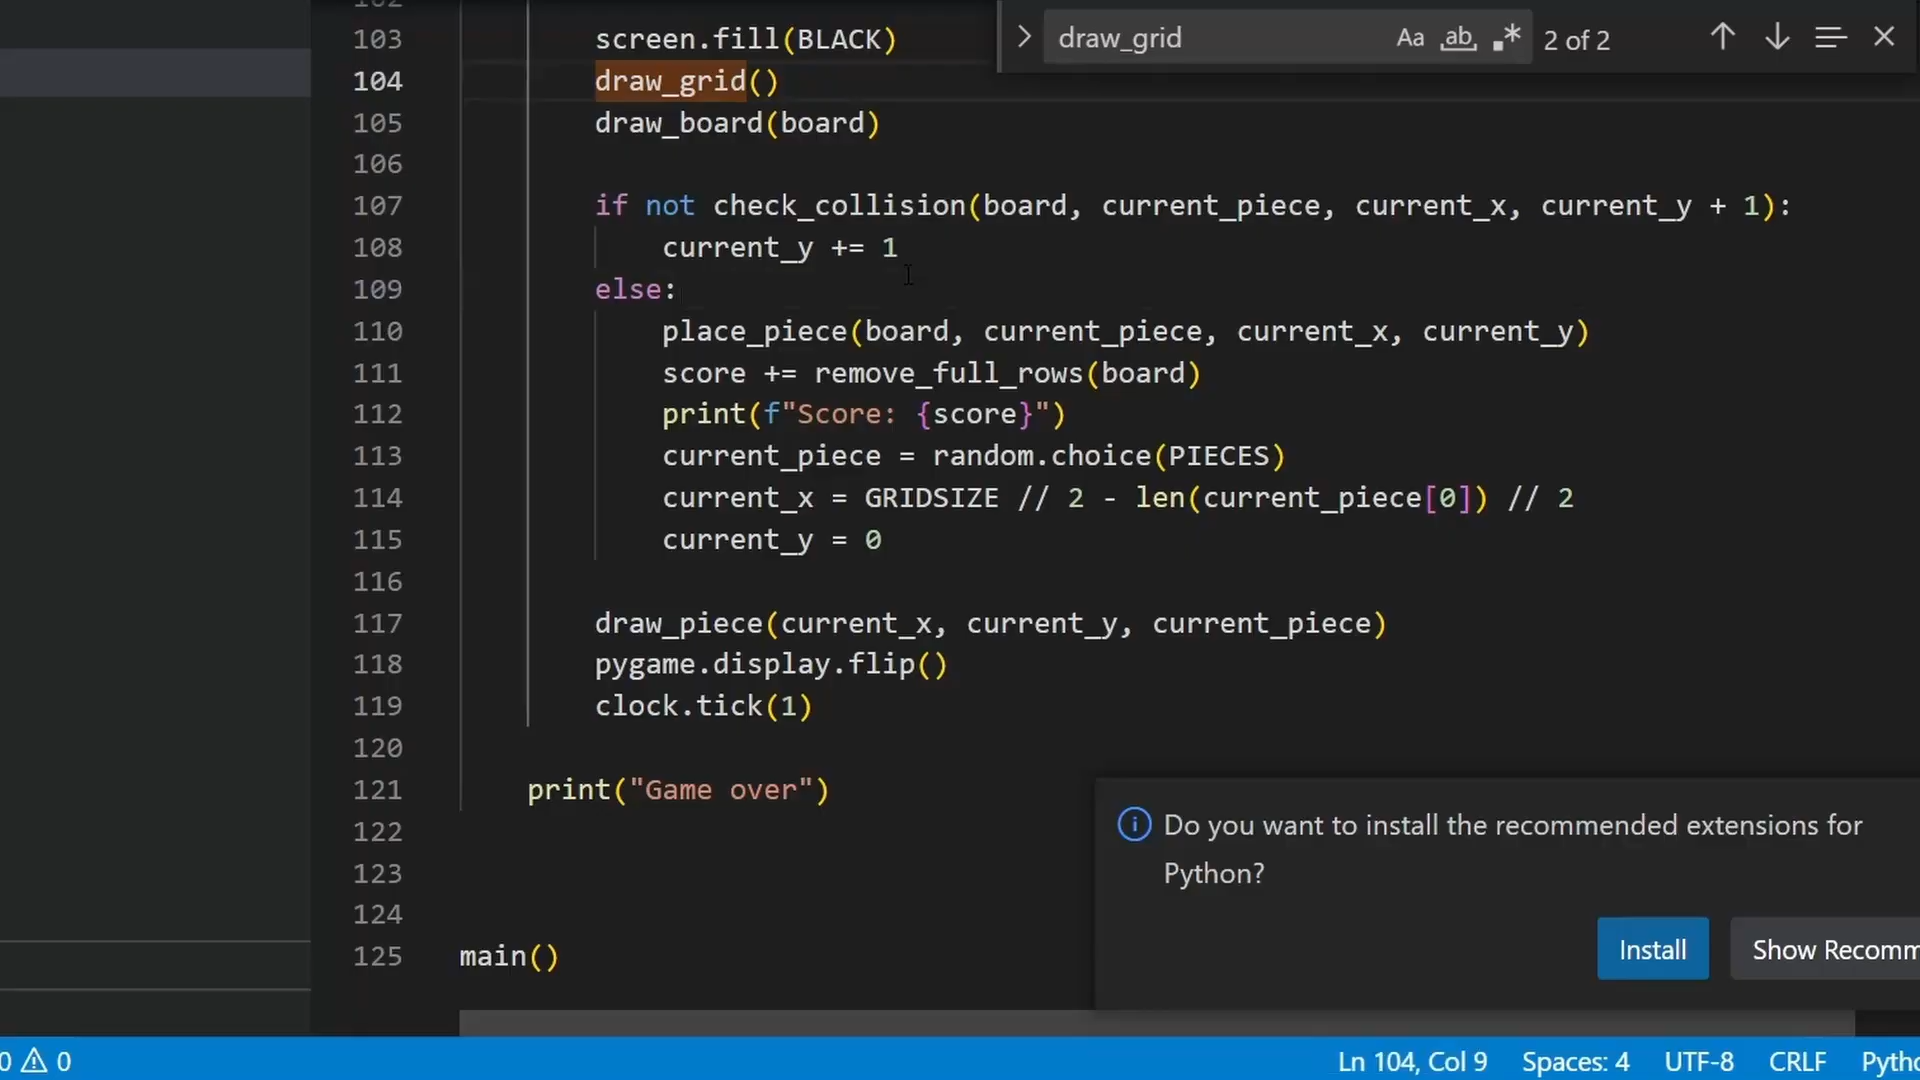 102
103 screen.fill(BLACK)
draw_grid
Aa ab .* 2 of 2
104 draw_grid()
105 draw_board(board)
106
107 if not check_collision(board, current_piece, current_x, current_y + 1):
108 current_y += 1
109 else:
110 place_piece(board, current_piece, current_x, current_y)
111 score += remove_full_rows(board)
112 print(f"Score: {score}")
113 current_piece = random.choice(PIECES)
114 current_x = GRIDSIZE // 2 - len(current_piece[0]) // 2
115 current_y = 0
116
117 draw_piece(current_x, current_y, current_piece)
118 pygame.display.flip()
119 clock.tick(1)
120
121 print("Game over")
122
123
124
125 main()
Do you want to install the recommended extensions for
Python?
Install
Show Recomm
0 0
Ln 104, Col 9 Spaces: 4 UTF-8 CRLF Pytho